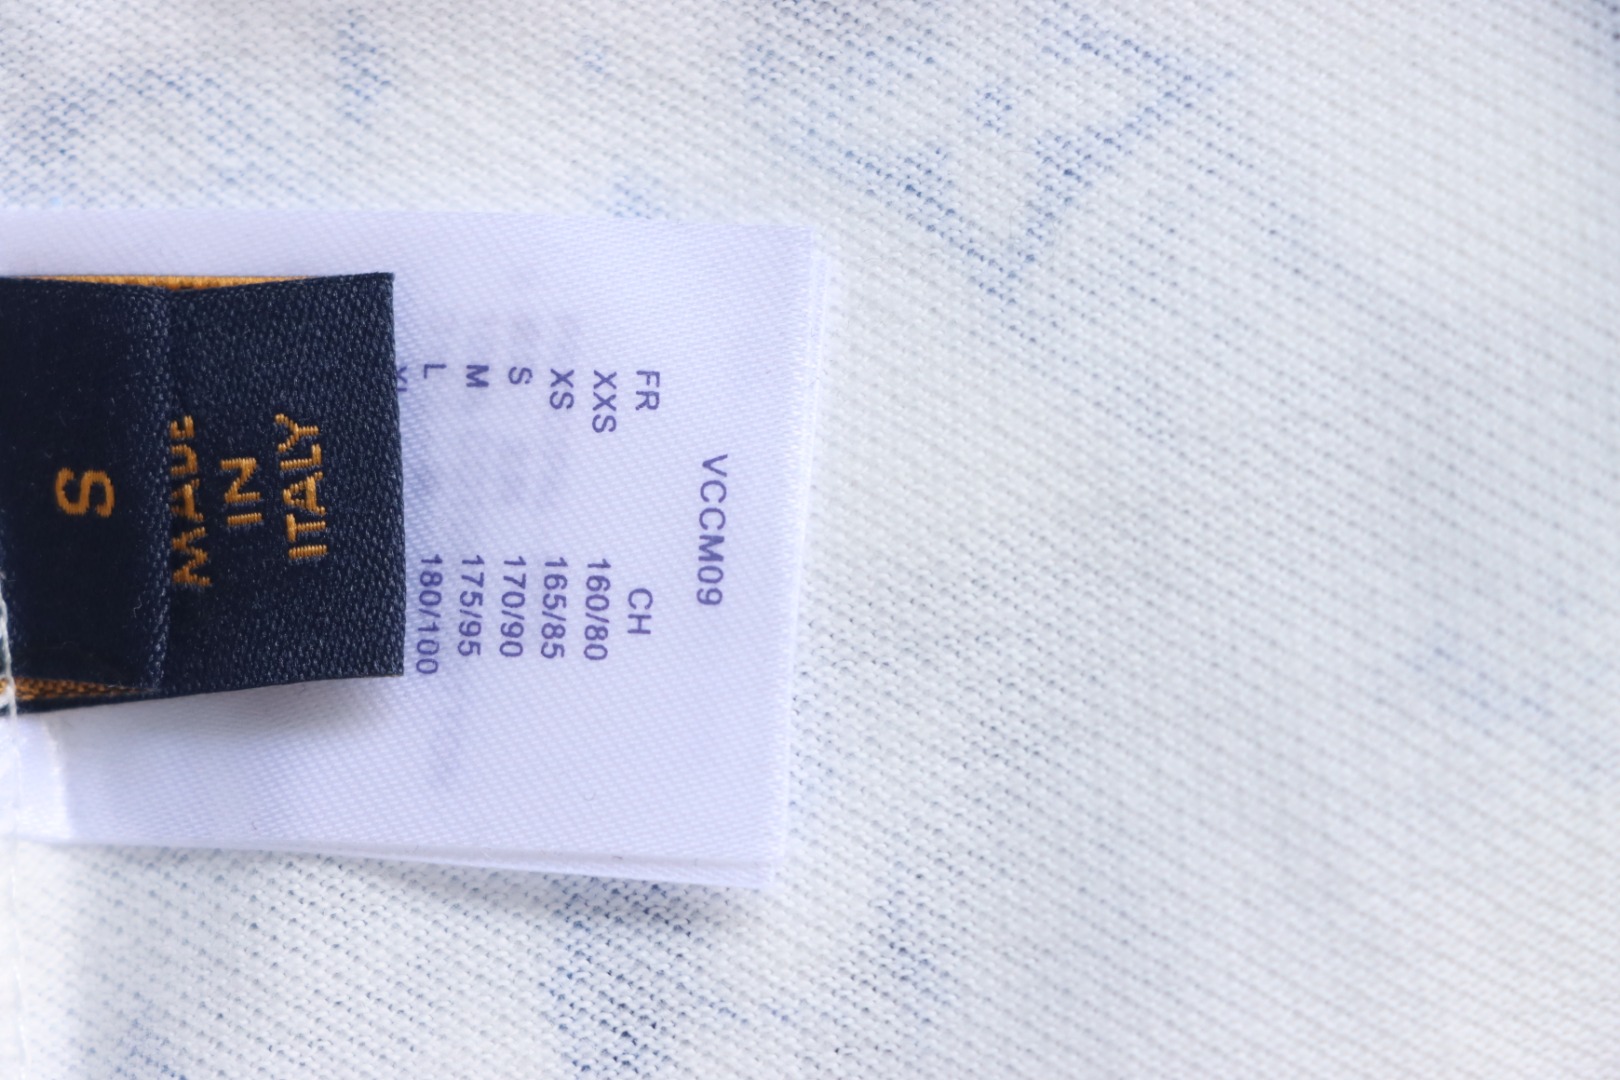 VCCM09
FR CH
XXS 160/80
XS 165/85
S 170/90
M 175/95
L 180/100
MADE
IN
ITALY
S